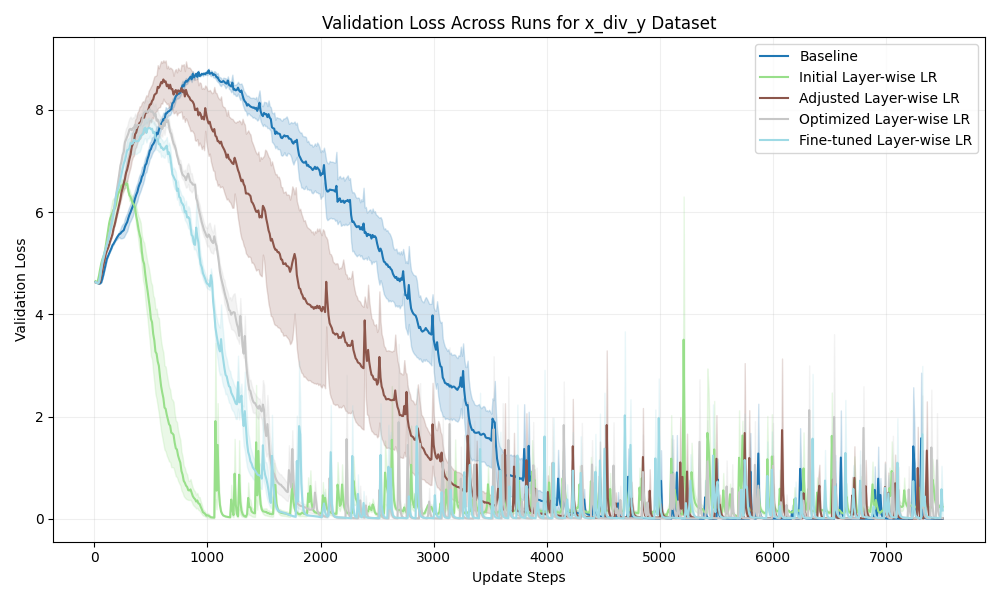 Validation Loss Across Runs for x_div_y Dataset
Baseline
Initial Layer-wise LR
Adjusted Layer-wise LR
Optimized Layer-wise LR
Fine-tuned Layer-wise LR
Validation Loss
8
6
4
2
0
0 1000 2000 3000 4000 5000 6000 7000
Update Steps